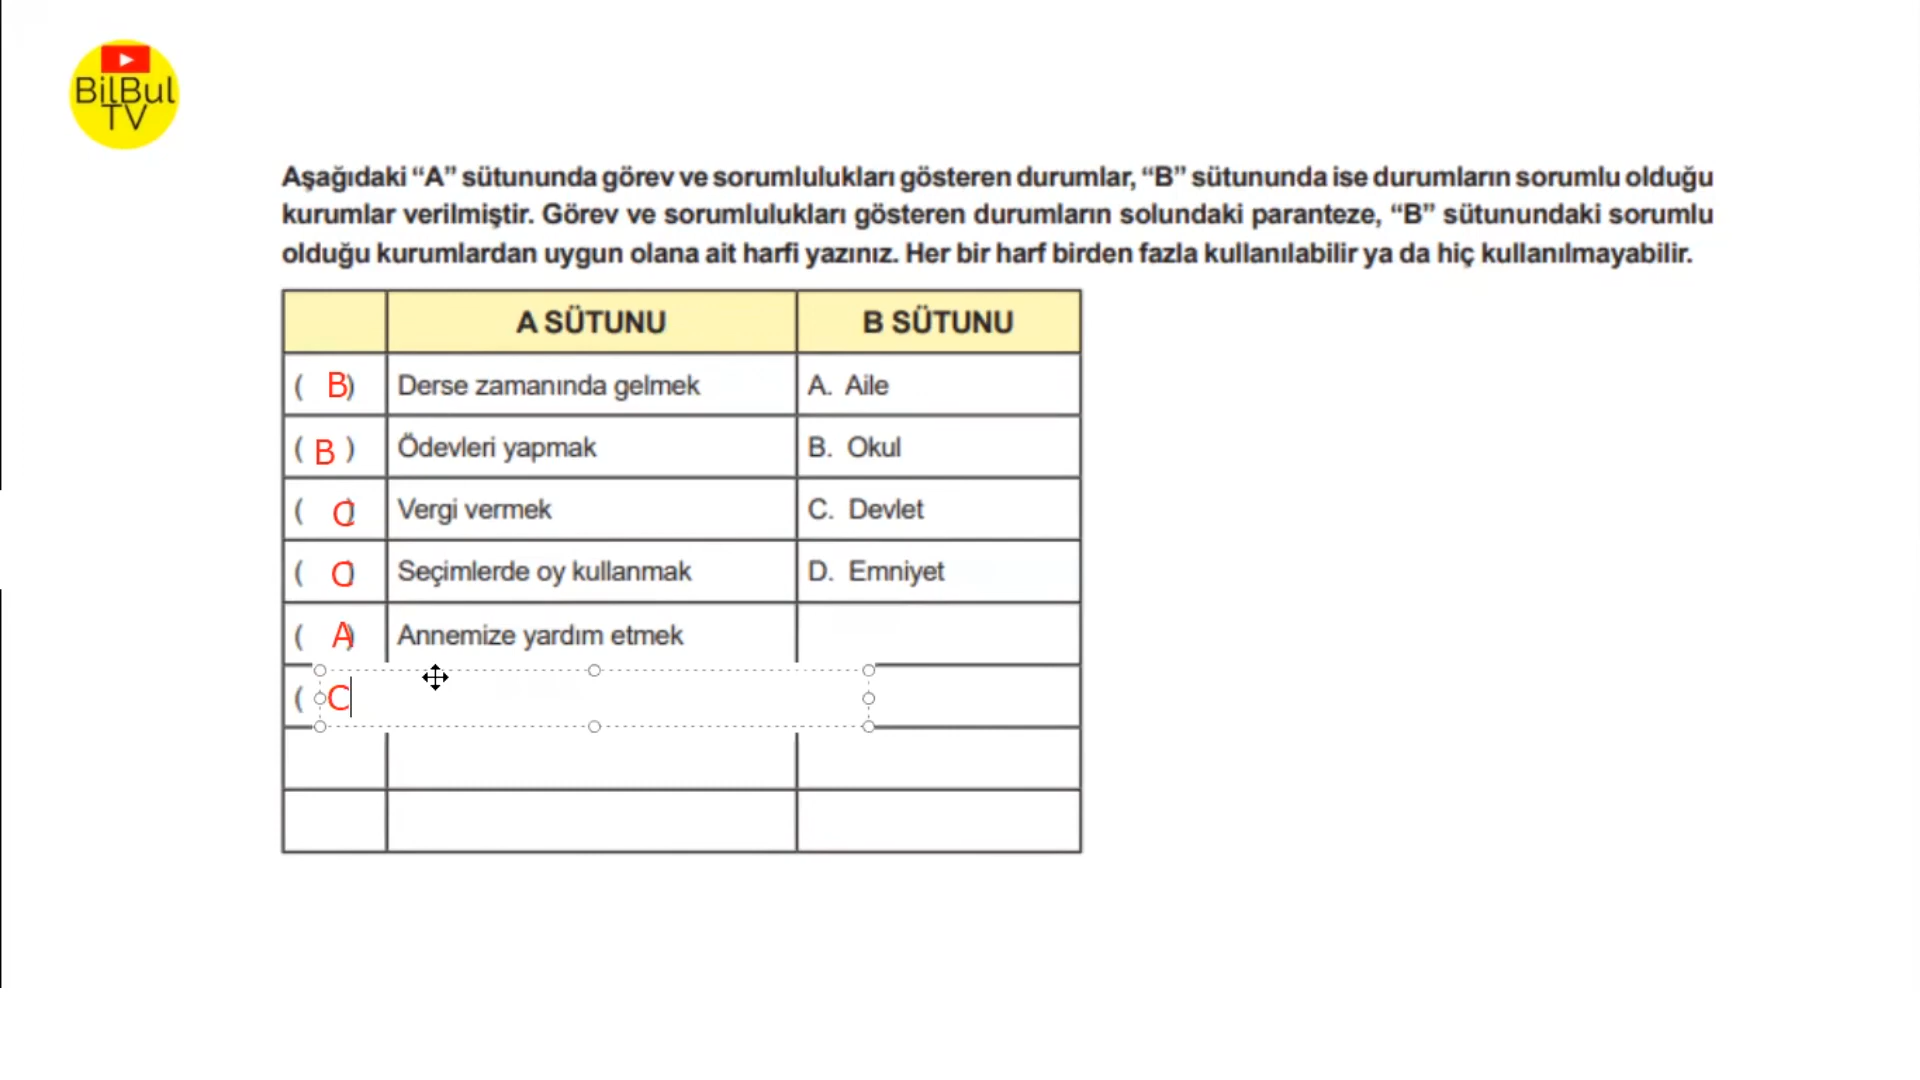 BilBul
TV
Aşağıdaki “A” sütununda görev ve sorumlulukları gösteren durumlar, “B” sütununda ise durumların sorumlu olduğu
kurumlar verilmiştir. Görev ve sorumlulukları gösteren durumların solundaki paranteze, “B” sütunundaki sorumlu
olduğu kurumlardan uygun olana ait harfi yazınız. Her bir harf birden fazla kullanılabilir ya da hiç kullanılmayabilir.
A SÜTUNU B SÜTUNU
( B) Derse zamanında gelmek A. Aile
( B ) Ödevleri yapmak B. Okul
( C) Vergi vermek C. Devlet
( C) Seçimlerde oy kullanmak D. Emniyet
( A) Annemize yardım etmek
( C